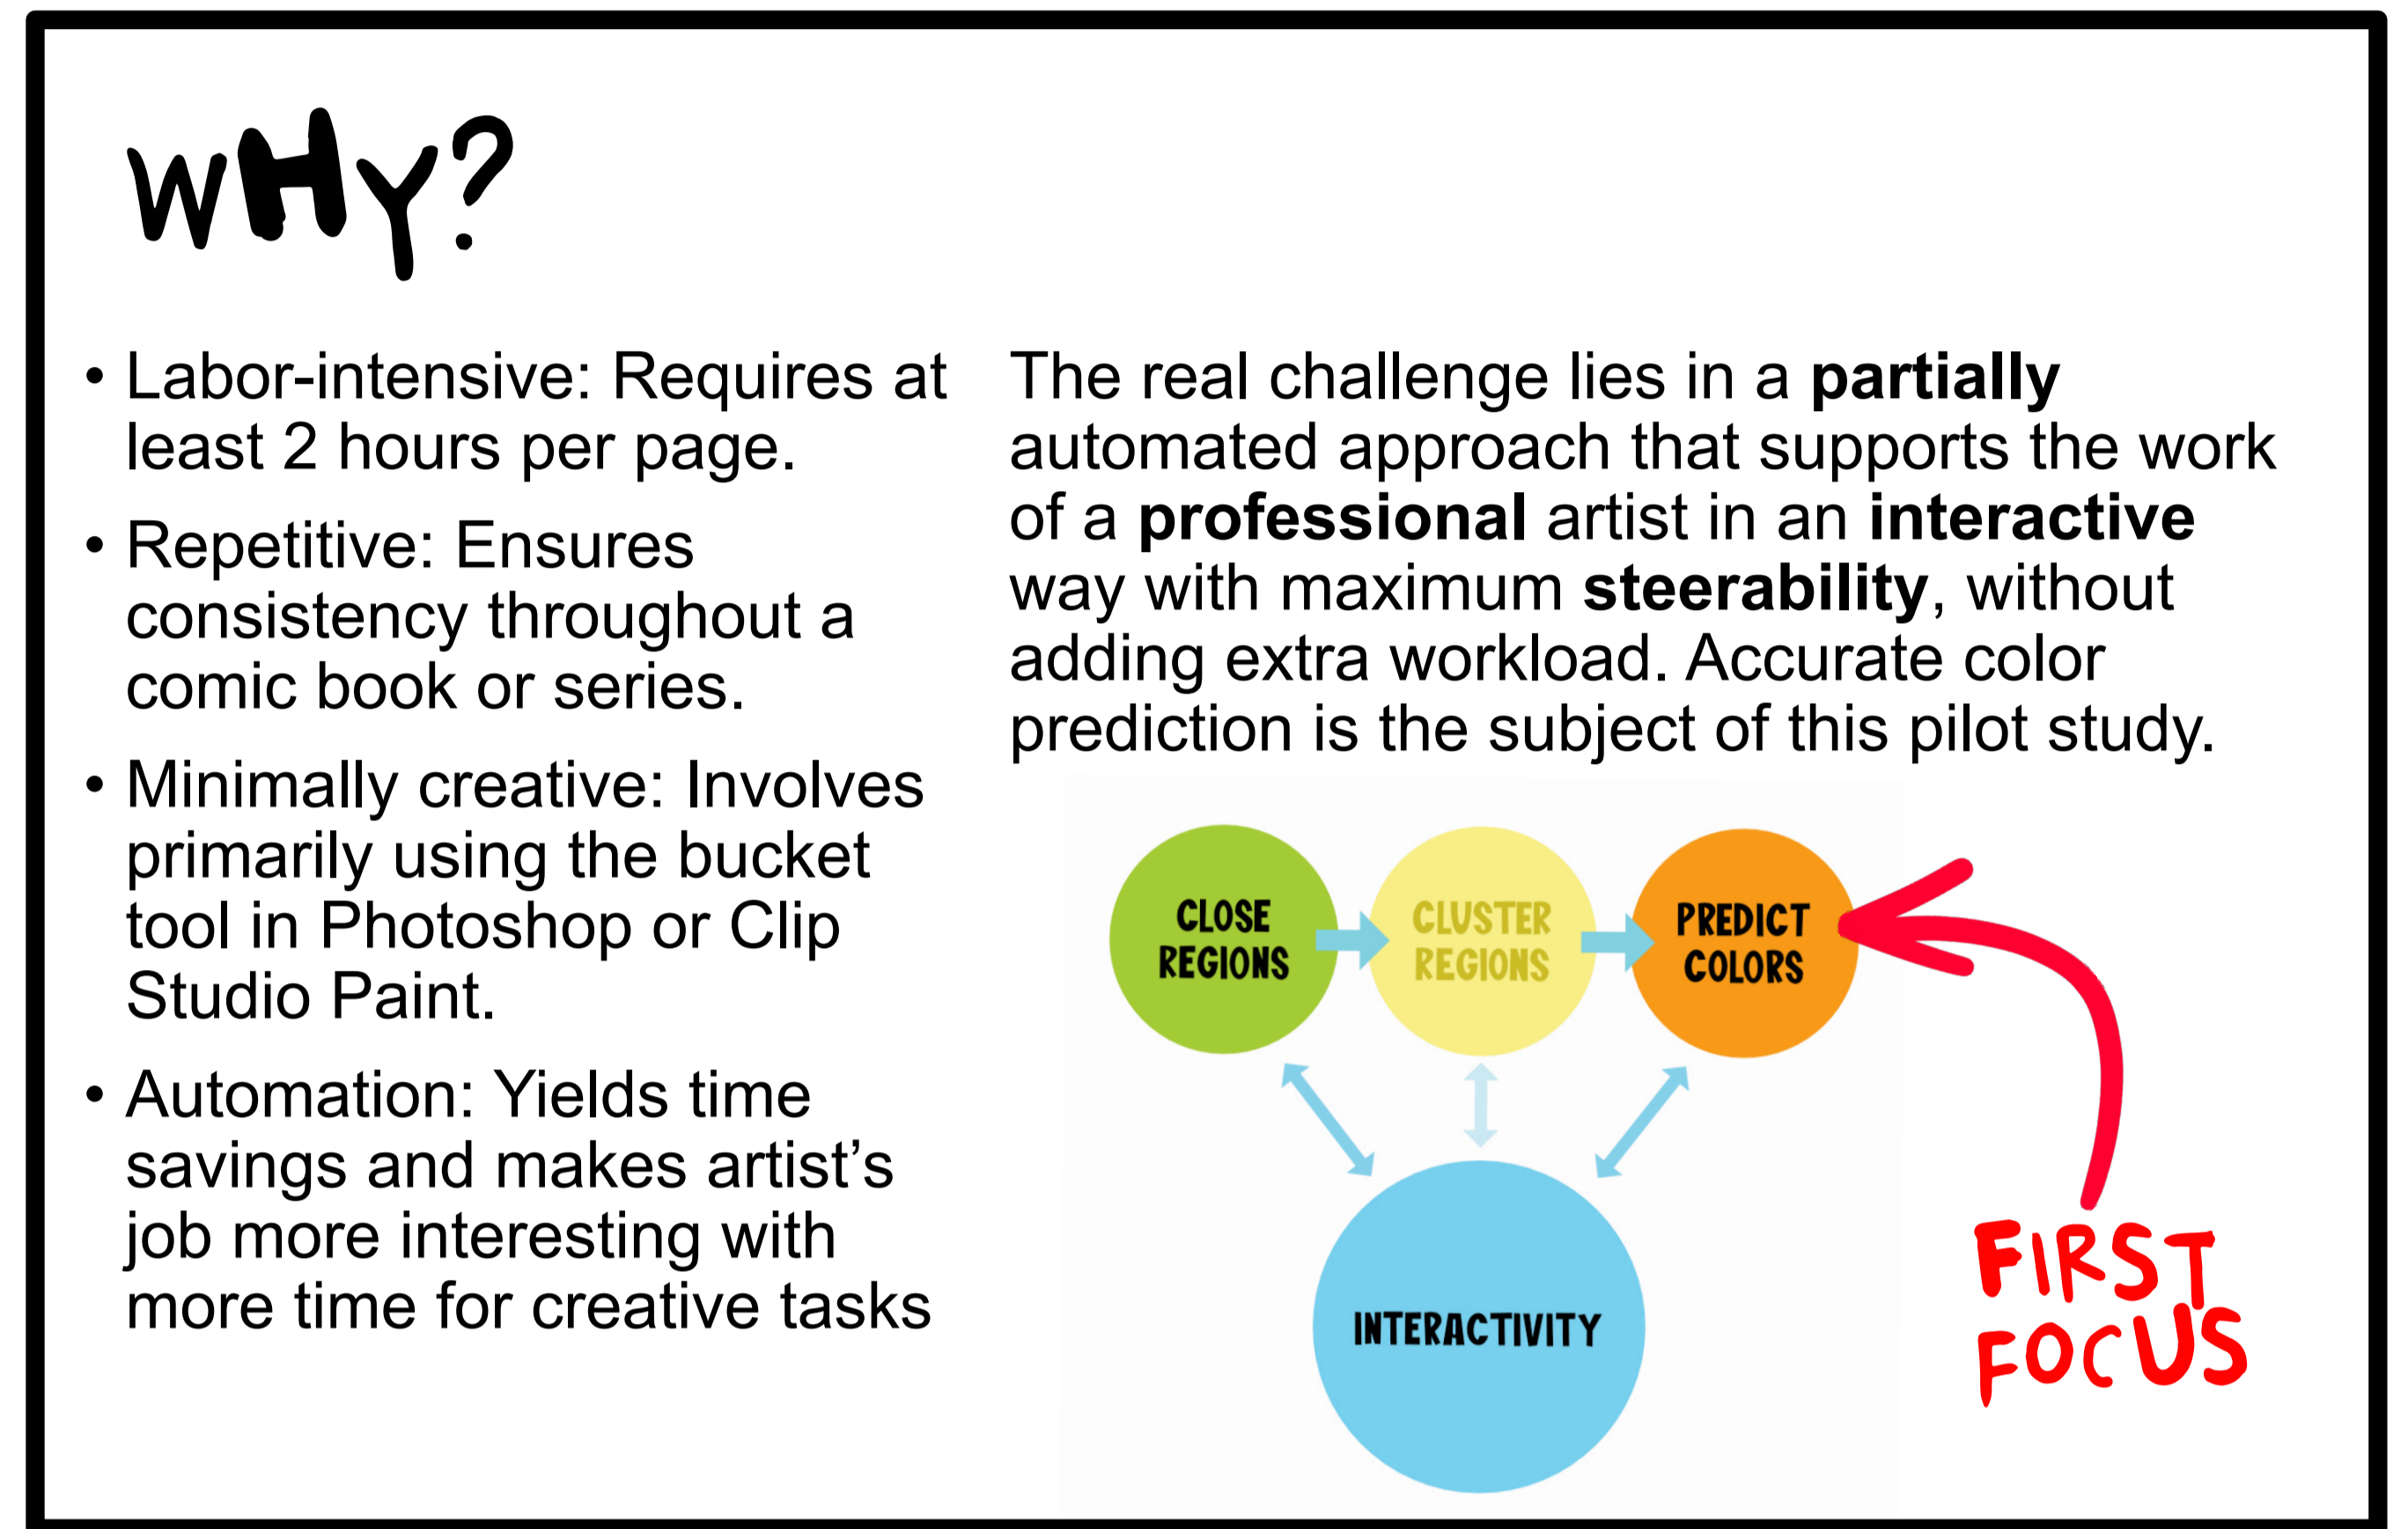 WHY?
• Labor-intensive: Requires at
least 2 hours per page.
• Repetitive: Ensures
consistency throughout a
comic book or series.
• Minimally creative: Involves
primarily using the bucket
tool in Photoshop or Clip
Studio Paint.
• Automation: Yields time
savings and makes artist’s
job more interesting with
more time for creative tasks
The real challenge lies in a partially
automated approach that supports the work
of a professional artist in an interactive
way with maximum steerability, without
adding extra workload. Accurate color
prediction is the subject of this pilot study.
CLOSE
REGIONS
CLUSTER
REGIONS
PREDICT
COLORS
INTERACTIVITY
FIRST
FOCUS